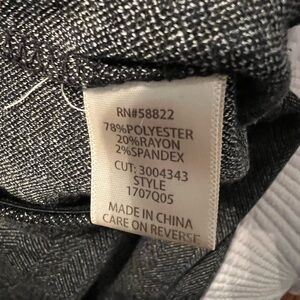 RN#58822
78%POLYESTER
20%RAYON
2%SPANDEX
CUT: 3004343
STYLE
1707Q05
MADE IN CHINA
CARE ON REVERSE